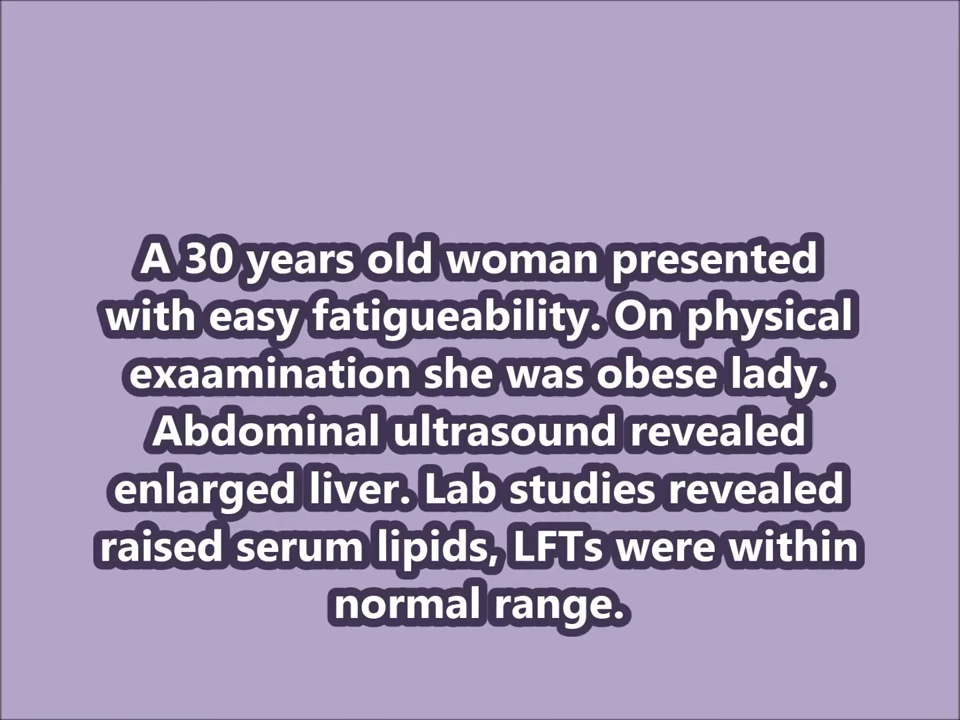 A 30 years old woman presented
with easy fatigueability. On physical
exaamination she was obese lady.
Abdominal ultrasound revealed
enlarged liver. Lab studies revealed
raised serum lipids, LFTs were within
normal range.